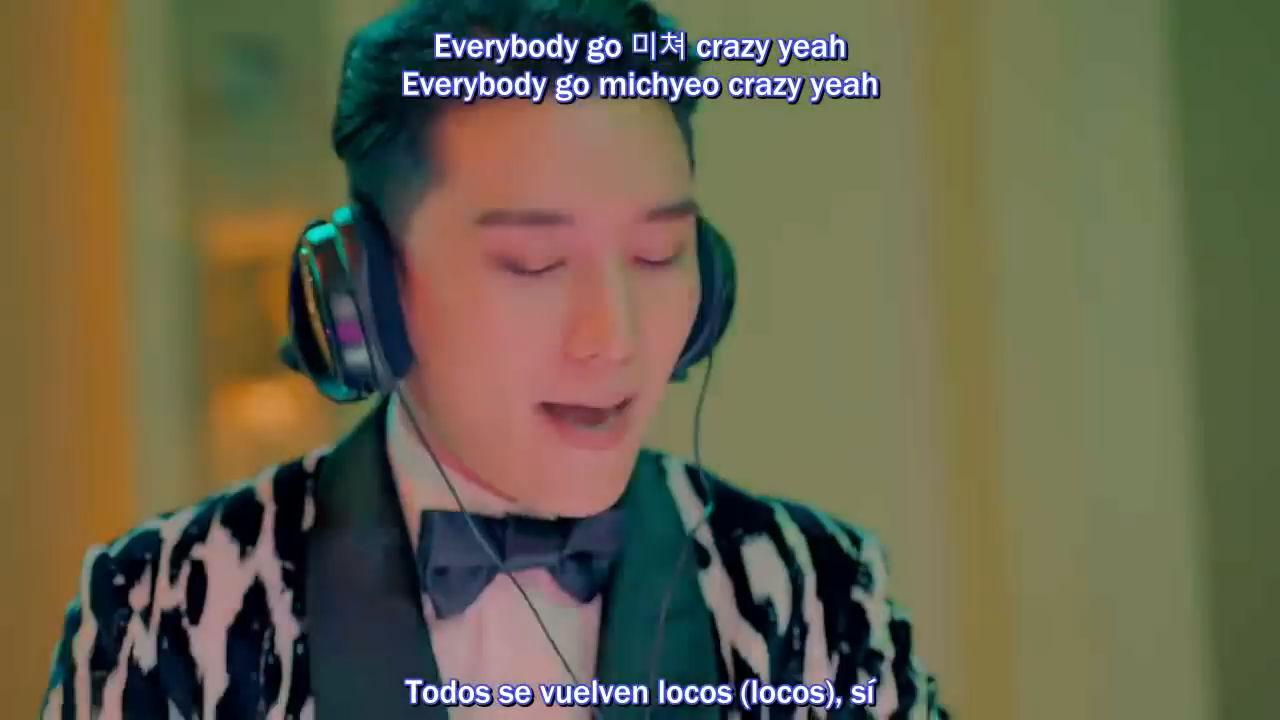 Everybody go 미쳐 crazy yeah
Everybody go michyeo crazy yeah
Todos se vuelven locos (locos), sí